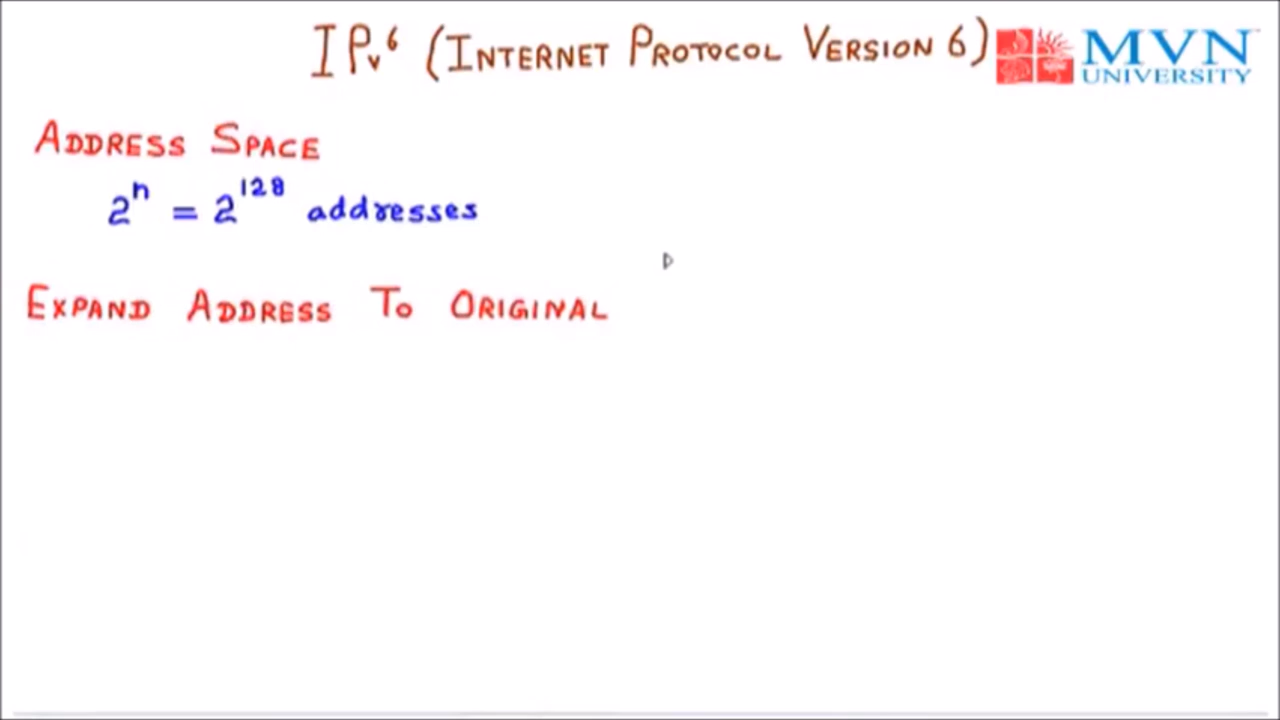 IPv6 (INTERNET PROTOCOL VERSION 6)
MVN
UNIVERSITY
ADDRESS SPACE
2^n = 2^128 addresses
EXPAND ADDRESS TO ORIGINAL